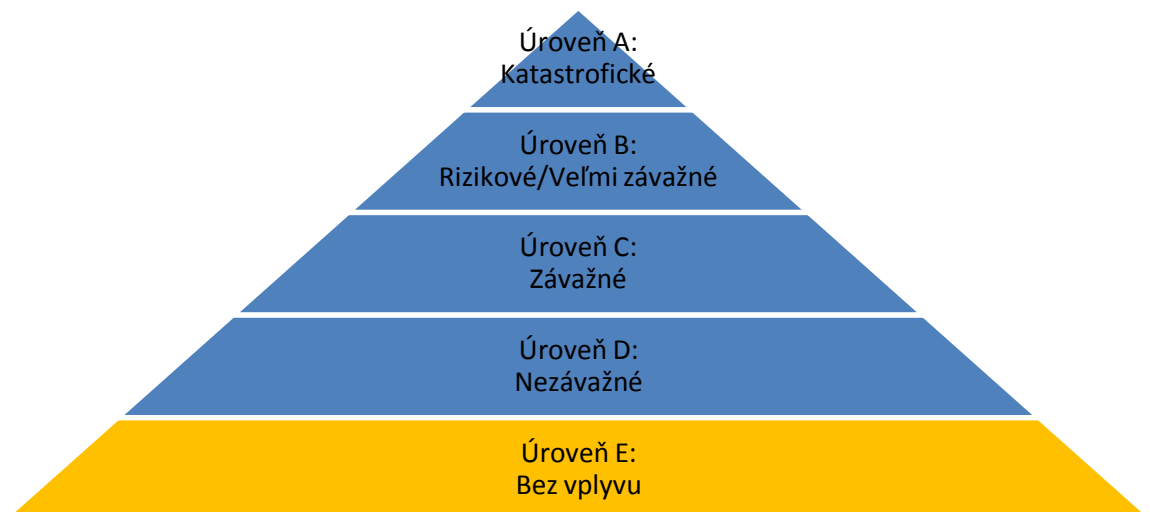 Úroveň A:
Katastrofické
Úroveň B:
Rizikové/Veľmi závažné
Úroveň C:
Závažné
Úroveň D:
Nezávažné
Úroveň E:
Bez vplyvu